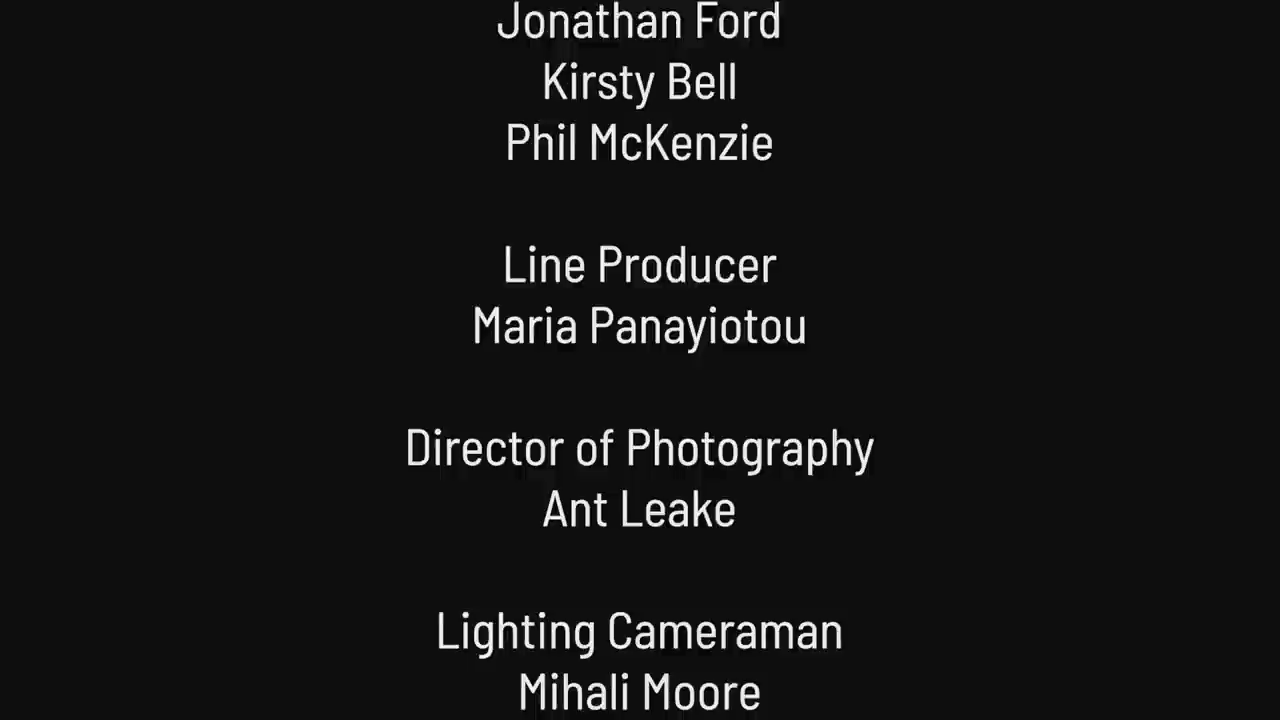 Jonathan Ford
Kirsty Bell
Phil McKenzie
Line Producer
Maria Panayiotou
Director of Photography
Ant Leake
Lighting Cameraman
Mihali Moore